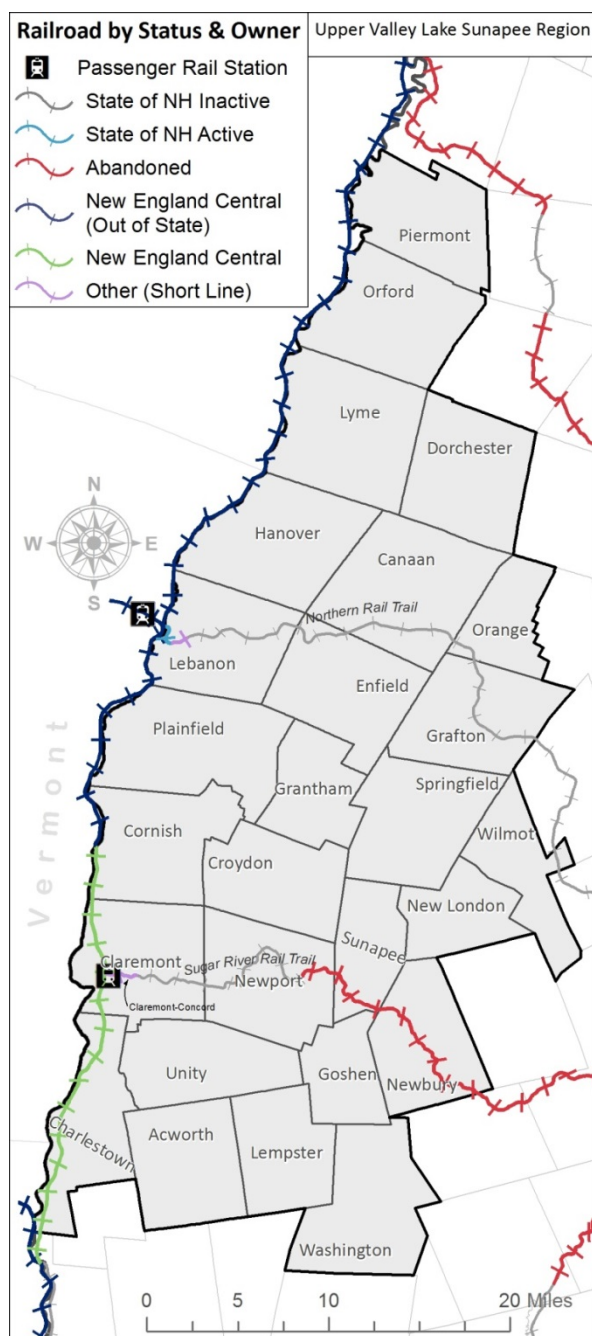 Railroad by Status & Owner
Upper Valley Lake Sunapee Region
Passenger Rail Station
State of NH Inactive
State of NH Active
Abandoned
New England Central
(Out of State)
New England Central
Other (Short Line)
Piermont
Orford
Lyme
Dorchester
N
W
E
S
Hanover
Canaan
Northern Rail Trail
Orange
Lebanon
Enfield
Plainfield
Grafton
Vermont
Grantham
Springfield
Cornish
Wilmot
Croydon
New London
Claremont
Sugar River Rail Trail
Sunapee
Newport
Claremont-Concord
Unity
Goshen
Newbury
Charlestown
Acworth
Lempster
Washington
0 5 10 20 Miles